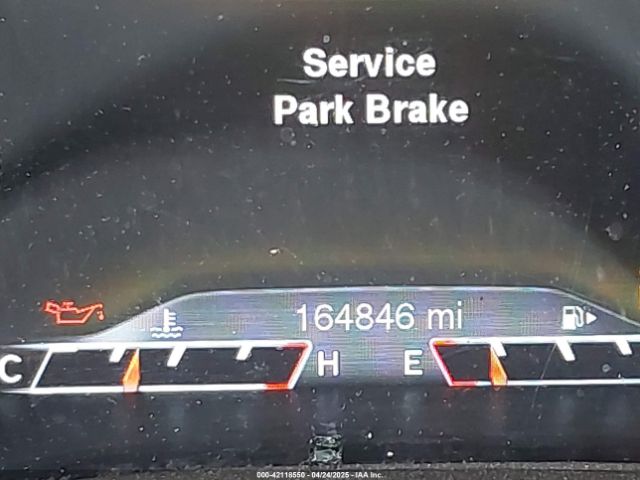 Service
Park Brake
164846 mi
C H E
000-42118550 - 04/24/2025 - IAA Inc.